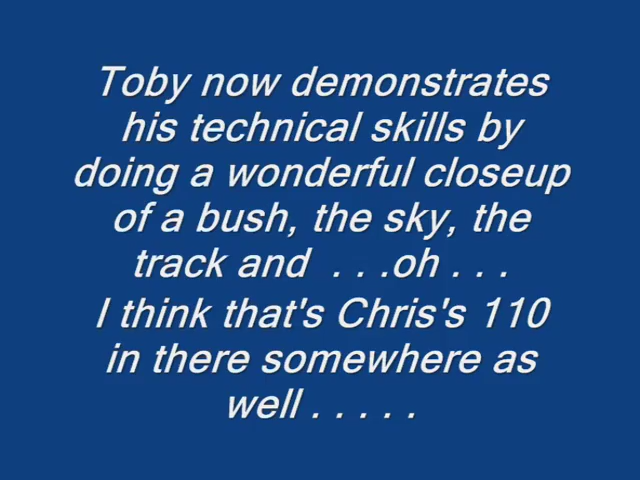 Toby now demonstrates
his technical skills by
doing a wonderful closeup
of a bush, the sky, the
track and  . . .oh . . .
I think that's Chris's 110
in there somewhere as
well . . . . .